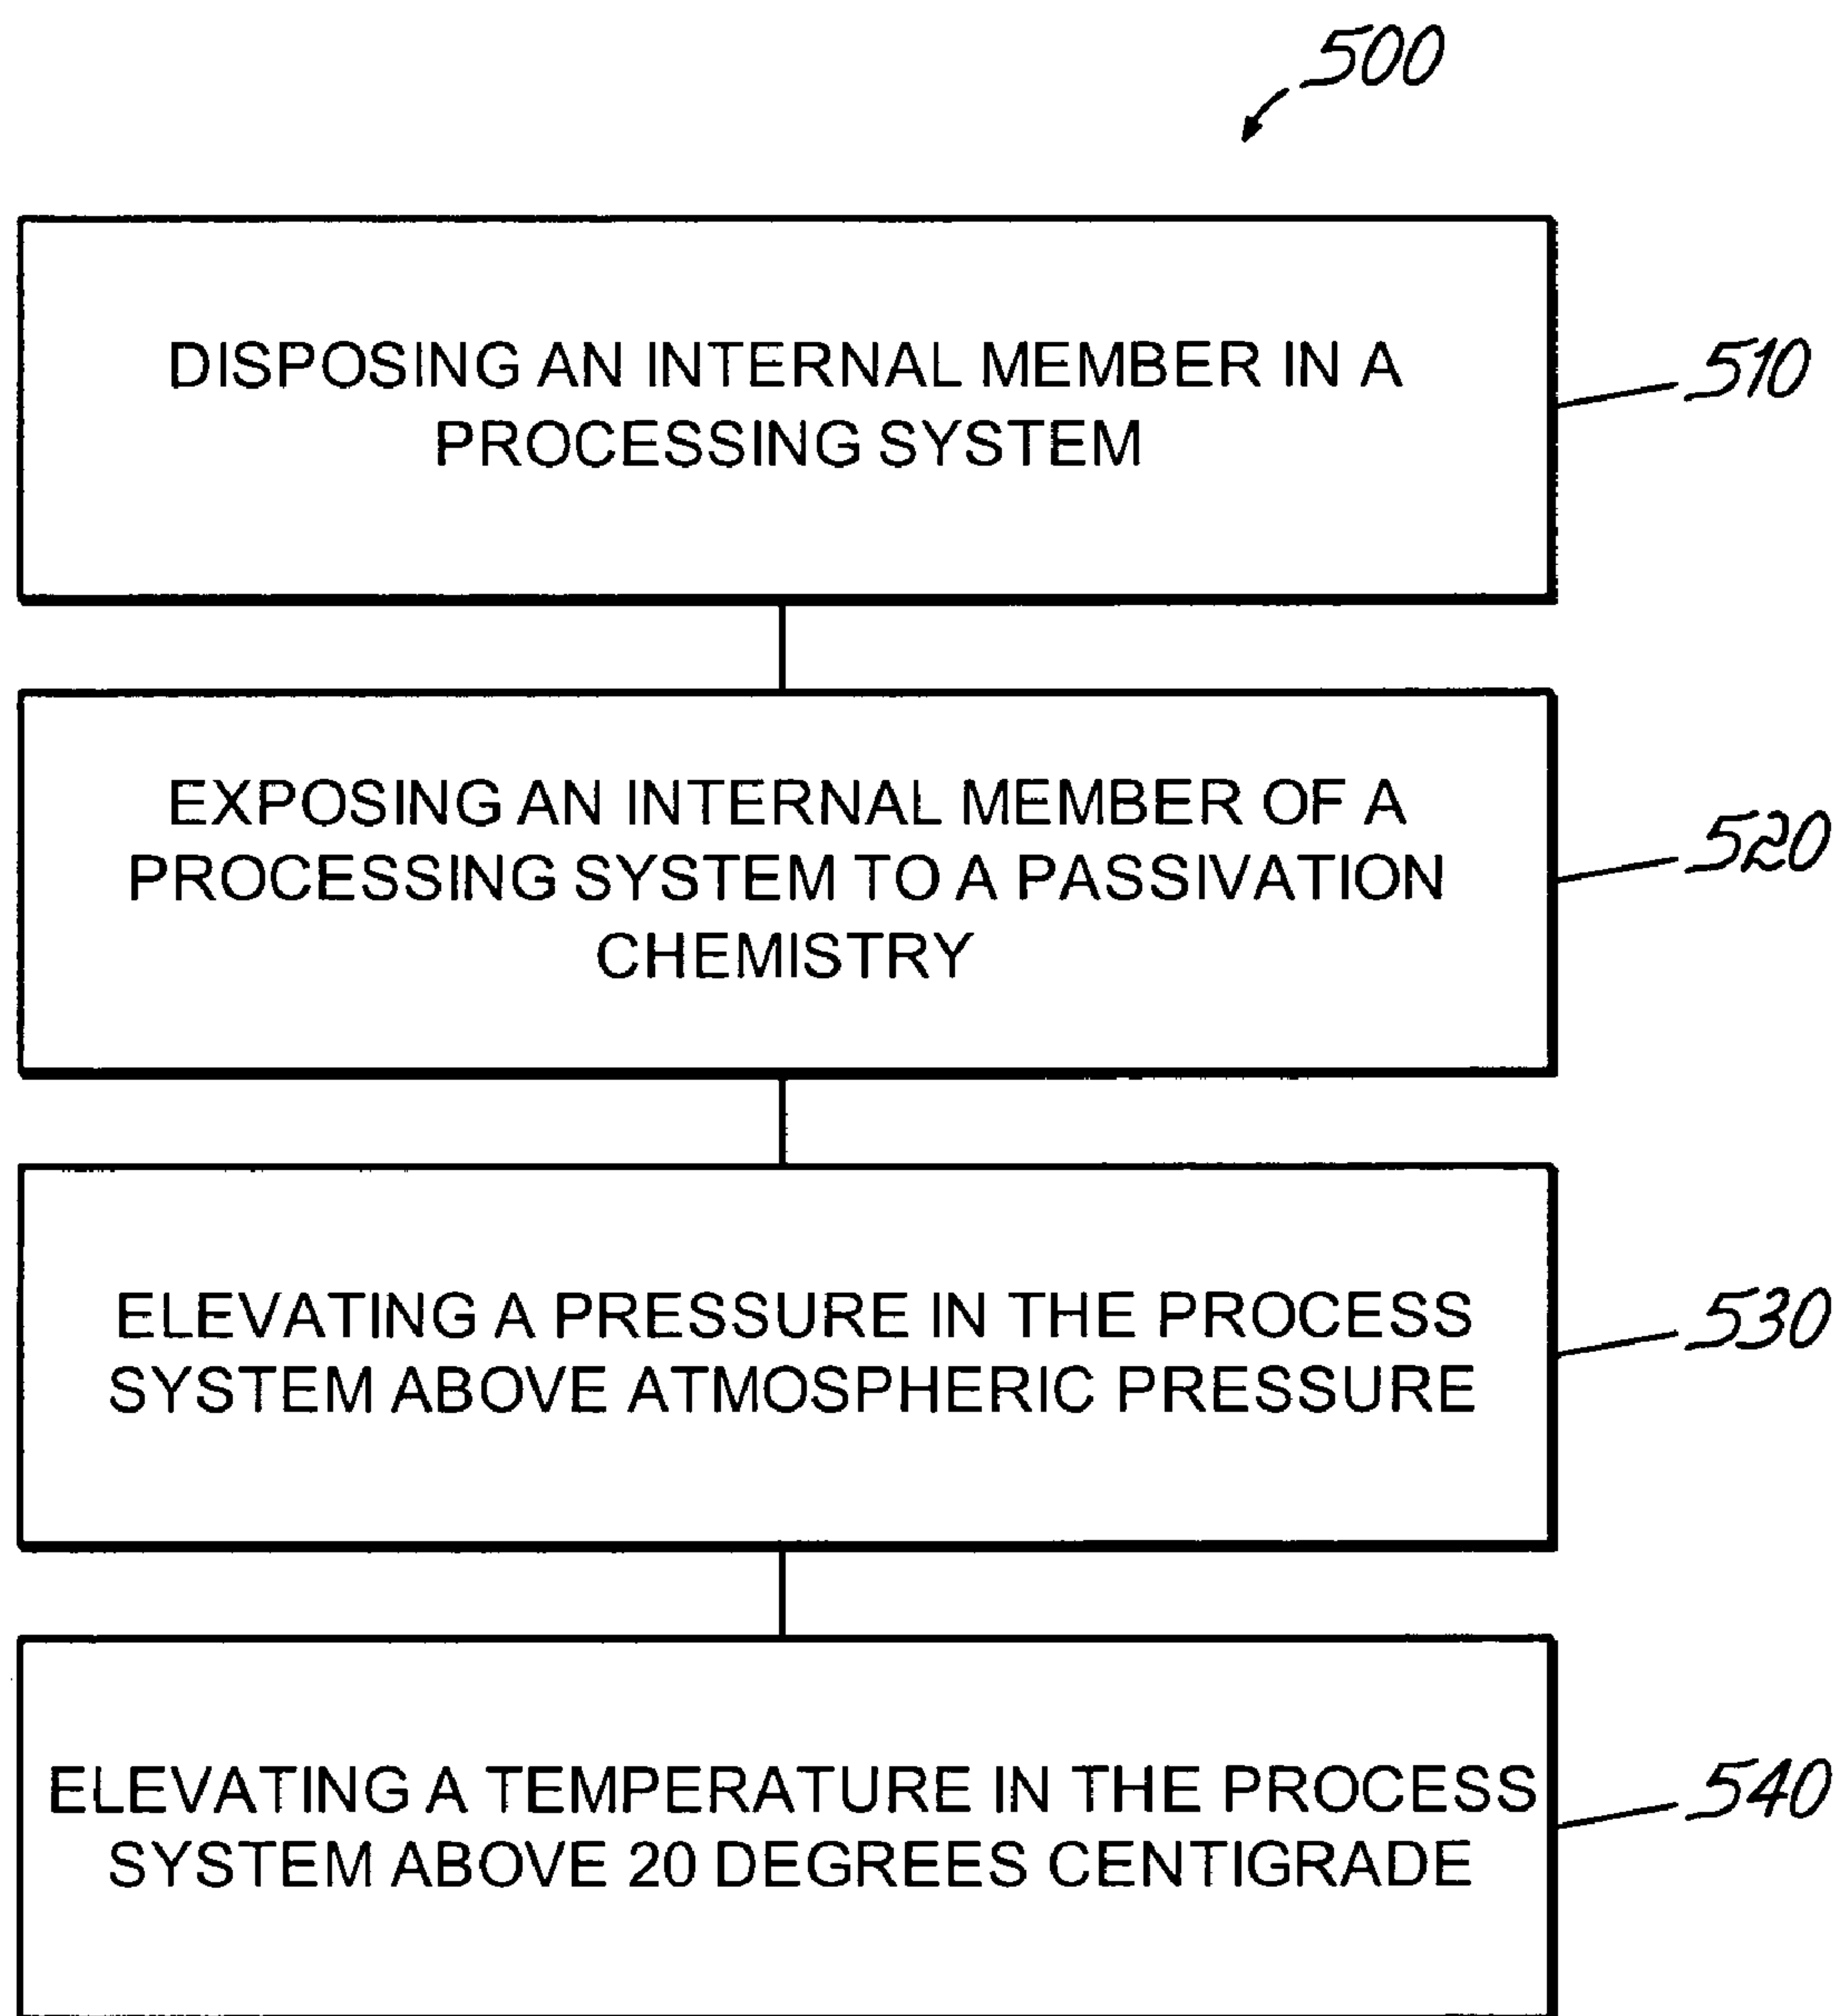 500
DISPOSING AN INTERNAL MEMBER IN A
PROCESSING SYSTEM
510
EXPOSING AN INTERNAL MEMBER OF A
PROCESSING SYSTEM TO A PASSIVATION
CHEMISTRY
520
ELEVATING A PRESSURE IN THE PROCESS
SYSTEM ABOVE ATMOSPHERIC PRESSURE
530
ELEVATING A TEMPERATURE IN THE PROCESS
SYSTEM ABOVE 20 DEGREES CENTIGRADE
540